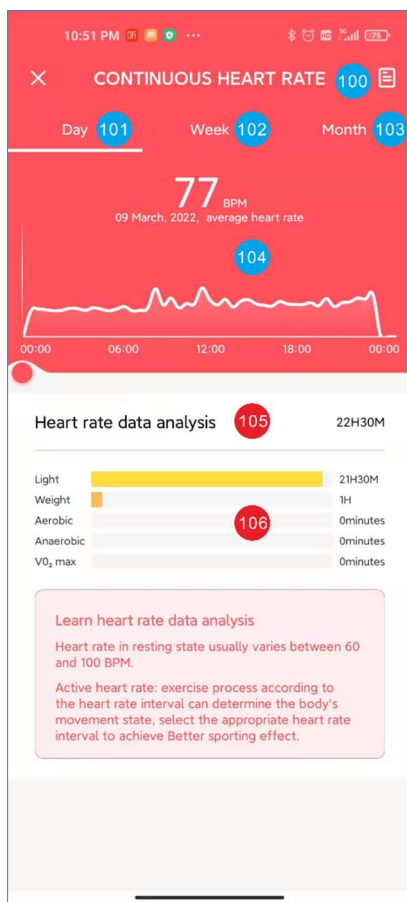 10:51 PM ... HD 5G 75
CONTINUOUS HEART RATE 100
Day 101 Week 102 Month 103
77 BPM
09 March, 2022, average heart rate
104
00:00 06:00 12:00 18:00 00:00
Heart rate data analysis 105 22H30M
Light 21H30M
Weight 1H
Aerobic 106 0minutes
Anaerobic 0minutes
V0₂ max 0minutes
Learn heart rate data analysis
Heart rate in resting state usually varies between 60
and 100 BPM.
Active heart rate: exercise process according to
the heart rate interval can determine the body's
movement state, select the appropriate heart rate
interval to achieve Better sporting effect.